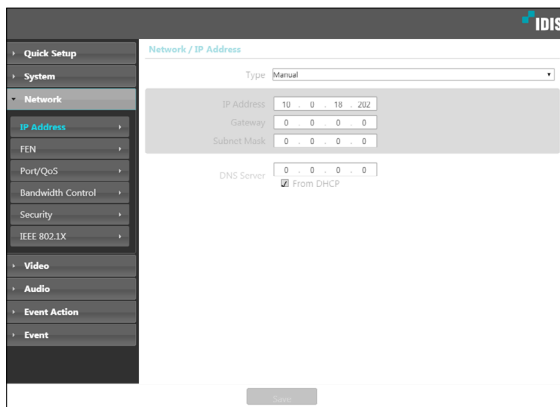 IDIS
Quick Setup
System
Network
IP Address
FEN
Port/QoS
Bandwidth Control
Security
IEEE 802.1X
Video
Audio
Event Action
Event
Network / IP Address
Type Manual
IP Address 10 . 0 . 18 . 202
Gateway 0 . 0 . 0 . 0
Subnet Mask 0 . 0 . 0 . 0
DNS Server 0 . 0 . 0 . 0
From DHCP
Save